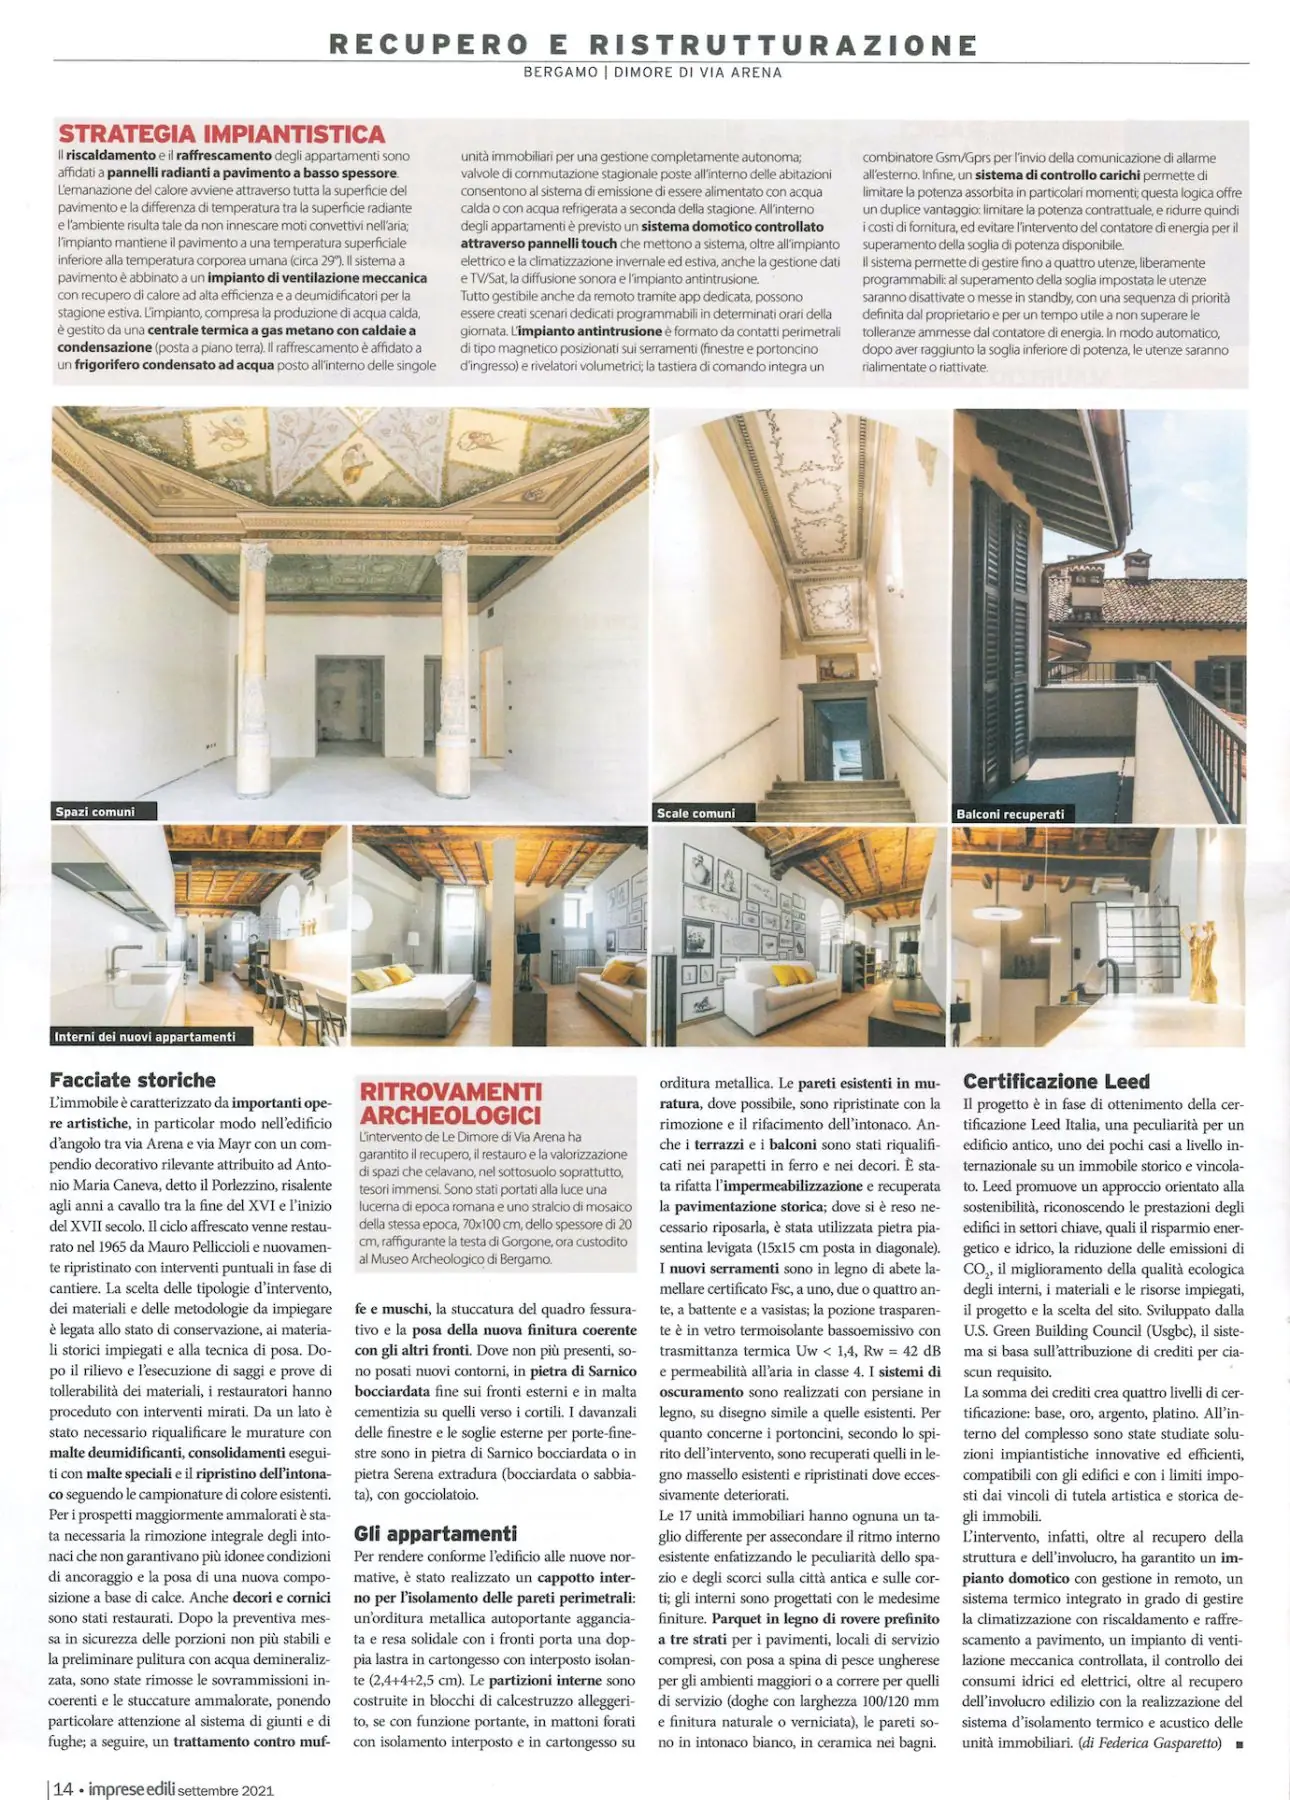 RECUPERO E RISTRUTTURAZIONE
BERGAMO | DIMORE DI VIA ARENA
STRATEGIA IMPIANTISTICA
Il riscaldamento e il raffrescamento degli appartamenti sono
affidati a pannelli radianti a pavimento a basso spessore.
L'emanazione del calore avviene attraverso tutta la superficie del
pavimento e la differenza di temperatura tra la superficie radiante
e l'ambiente risulta tale da non innescare moti convettivi nell'aria;
l'impianto mantiene il pavimento a una temperatura superficiale
inferiore alla temperatura corporea umana (circa 29°). Il sistema a
pavimento è abbinato a un impianto di ventilazione meccanica
con recupero di calore ad alta efficienza e a deumidificatori per la
stagione estiva. L'impianto, compresa la produzione di acqua calda,
è gestito da una centrale termica a gas metano con caldaie a
condensazione (posta a piano terra). Il raffrescamento è affidato a
un frigorifero condensato ad acqua posto all'interno delle singole
unità immobiliari per una gestione completamente autonoma;
valvole di commutazione stagionale poste all'interno delle abitazioni
consentono al sistema di emissione di essere alimentato con acqua
calda o con acqua refrigerata a seconda della stagione. All'interno
degli appartamenti è previsto un sistema domotico controllato
attraverso pannelli touch che mettono a sistema, oltre all'impianto
elettrico e la climatizzazione invernale ed estiva, anche la gestione dati
e TV/Sat, la diffusione sonora e l'impianto antintrusione.
Tutto gestibile anche da remoto tramite app dedicata, possono
essere creati scenari dedicati programmabili in determinati orari della
giornata. L'impianto antintrusione è formato da contatti perimetrali
di tipo magnetico posizionati sui serramenti (finestre e portoncino
d'ingresso) e rivelatori volumetrici; la tastiera di comando integra un
combinatore Gsm/Gprs per l'invio della comunicazione di allarme
all'esterno. Infine, un sistema di controllo carichi permette di
limitare la potenza assorbita in particolari momenti; questa logica offre
un duplice vantaggio: limitare la potenza contrattuale, e ridurre quindi
i costi di fornitura, ed evitare l'intervento del contatore di energia per il
superamento della soglia di potenza disponibile.
Il sistema permette di gestire fino a quattro utenze, liberamente
programmabili: al superamento della soglia impostata le utenze
saranno disattivate o messe in standby, con una sequenza di priorità
definita dal proprietario e per un tempo utile a non superare le
tolleranze ammesse dal contatore di energia. In modo automatico,
dopo aver raggiunto la soglia inferiore di potenza, le utenze saranno
rialimentate o riattivate.
Spazi comuni
Scale comuni
Balconi recuperati
Interni dei nuovi appartamenti
Facciate storiche
L'immobile è caratterizzato da importanti ope-
re artistiche, in particolar modo nell'edificio
d'angolo tra via Arena e via Mayr con un com-
pendio decorativo rilevante attribuito ad Anto-
nio Maria Caneva, detto il Porlezzino, risalente
agli anni a cavallo tra la fine del XVI e l'inizio
del XVII secolo. Il ciclo affrescato venne restau-
rato nel 1965 da Mauro Pelliccioli e nuovamen-
te ripristinato con interventi puntuali in fase di
cantiere. La scelta delle tipologie d'intervento,
dei materiali e delle metodologie da impiegare
è legata allo stato di conservazione, ai materia-
li storici impiegati e alla tecnica di posa. Do-
po il rilievo e l'esecuzione di saggi e prove di
tollerabilità dei materiali, i restauratori hanno
proceduto con interventi mirati. Da un lato è
stato necessario riqualificare le murature con
malte deumidificanti, consolidamenti esegui-
ti con malte speciali e il ripristino dell'intona-
co seguendo le campionature di colore esistenti.
Per i prospetti maggiormente ammalorati è sta-
ta necessaria la rimozione integrale degli into-
naci che non garantivano più idonee condizioni
di ancoraggio e la posa di una nuova compo-
sizione a base di calce. Anche decori e cornici
sono stati restaurati. Dopo la preventiva mes-
sa in sicurezza delle porzioni non più stabili e
la preliminare pulitura con acqua demineraliz-
zata, sono state rimosse le sovrammissioni in-
coerenti e le stuccature ammalorate, ponendo
particolare attenzione al sistema di giunti e di
fughe; a seguire, un trattamento contro muf-
RITROVAMENTI
ARCHEOLOGICI
L'intervento de Le Dimore di Via Arena ha
garantito il recupero, il restauro e la valorizzazione
di spazi che celavano, nel sottosuolo soprattutto,
tesori immensi. Sono stati portati alla luce una
lucerna di epoca romana e uno stralcio di mosaico
della stessa epoca, 70x100 cm, dello spessore di 20
cm, raffigurante la testa di Gorgone, ora custodito
al Museo Archeologico di Bergamo.
fe e muschi, la stuccatura del quadro fessura-
tivo e la posa della nuova finitura coerente
con gli altri fronti. Dove non più presenti, so-
no posati nuovi contorni, in pietra di Sarnico
bocciardata fine sui fronti esterni e in malta
cementizia su quelli verso i cortili. I davanzali
delle finestre e le soglie esterne per porte-fine-
stre sono in pietra di Sarnico bocciardata o in
pietra Serena extradura (bocciardata o sabbia-
ta), con gocciolatoio.
Gli appartamenti
Per rendere conforme l'edificio alle nuove nor-
mative, è stato realizzato un cappotto inter-
no per l'isolamento delle pareti perimetrali:
un'orditura metallica autoportante agganciа-
ta e resa solidale con i fronti porta una dop-
pia lastra in cartongesso con interposto isolan-
te (2,4+4+2,5 cm). Le partizioni interne sono
costruite in blocchi di calcestruzzo alleggeri-
to, se con funzione portante, in mattoni forati
con isolamento interposto e in cartongesso su
orditura metallica. Le pareti esistenti in mu-
ratura, dove possibile, sono ripristinate con la
rimozione e il rifacimento dell'intonaco. An-
che i terrazzi e i balconi sono stati riqualifi-
cati nei parapetti in ferro e nei decori. È sta-
ta rifatta l'impermeabilizzazione e recuperata
la pavimentazione storica; dove si è reso ne-
cessario riposarla, è stata utilizzata pietra pia-
sentina levigata (15x15 cm posta in diagonale).
I nuovi serramenti sono in legno di abete la-
mellare certificato Fsc, a uno, due o quattro an-
te, a battente e a vasistas; la pozione trasparen-
te è in vetro termoisolante bassoemissivo con
trasmittanza termica Uw < 1,4, Rw = 42 dB
e permeabilità all'aria in classe 4. I sistemi di
oscuramento sono realizzati con persiane in
legno, su disegno simile a quelle esistenti. Per
quanto concerne i portoncini, secondo lo spi-
rito dell'intervento, sono recuperati quelli in le-
gno massello esistenti e ripristinati dove ecces-
sivamente deteriorati.
Le 17 unità immobiliari hanno ognuna un ta-
glio differente per assecondare il ritmo interno
esistente enfatizzando le peculiarità dello spa-
zio e degli scorci sulla città antica e sulle cor-
ti; gli interni sono progettati con le medesime
finiture. Parquet in legno di rovere prefinito
a tre strati per i pavimenti, locali di servizio
compresi, con posa a spina di pesce ungherese
per gli ambienti maggiori o a correre per quelli
di servizio (doghe con larghezza 100/120 mm
e finitura naturale o verniciata), le pareti so-
no in intonaco bianco, in ceramica nei bagni.
Certificazione Leed
Il progetto è in fase di ottenimento della cer-
tificazione Leed Italia, una peculiarità per un
edificio antico, uno dei pochi casi a livello in-
ternazionale su un immobile storico e vincola-
to. Leed promuove un approccio orientato alla
sostenibilità, riconoscendo le prestazioni degli
edifici in settori chiave, quali il risparmio ener-
getico e idrico, la riduzione delle emissioni di
CO₂, il miglioramento della qualità ecologica
degli interni, i materiali e le risorse impiegati,
il progetto e la scelta del sito. Sviluppato dalla
U.S. Green Building Council (Usgbc), il siste-
ma si basa sull'attribuzione di crediti per cia-
scun requisito.
La somma dei crediti crea quattro livelli di cer-
tificazione: base, oro, argento, platino. All'in-
terno del complesso sono state studiate solu-
zioni impiantistiche innovative ed efficienti,
compatibili con gli edifici e con i limiti impo-
sti dai vincoli di tutela artistica e storica de-
gli immobili.
L'intervento, infatti, oltre al recupero della
struttura e dell'involucro, ha garantito un im-
pianto domotico con gestione in remoto, un
sistema termico integrato in grado di gestire
la climatizzazione con riscaldamento e raffre-
scamento a pavimento, un impianto di venti-
lazione meccanica controllata, il controllo dei
consumi idrici ed elettrici, oltre al recupero
dell'involucro edilizio con la realizzazione del
sistema d'isolamento termico e acustico delle
unità immobiliari. (di Federica Gasparetto) ■
14 • imprese edili settembre 2021